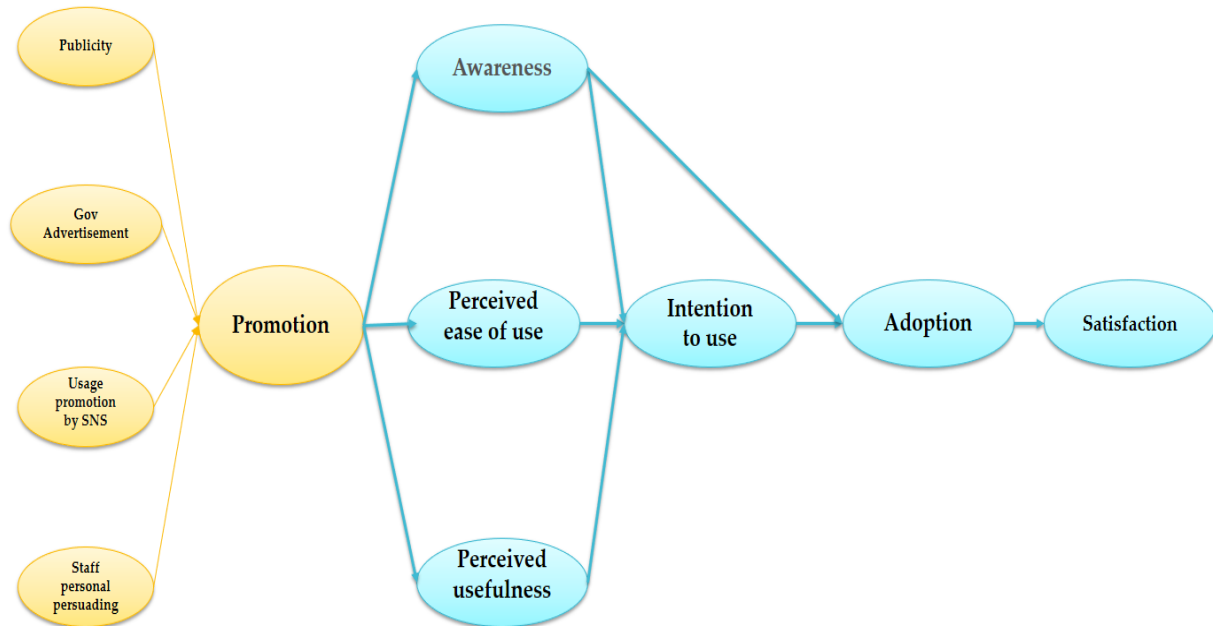 Publicity
Gov
Advertisement
Usage
promotion
by SNS
Staff
personal
persuading
Promotion
Awareness
Perceived
ease of use
Perceived
usefulness
Intention
to use
Adoption
Satisfaction